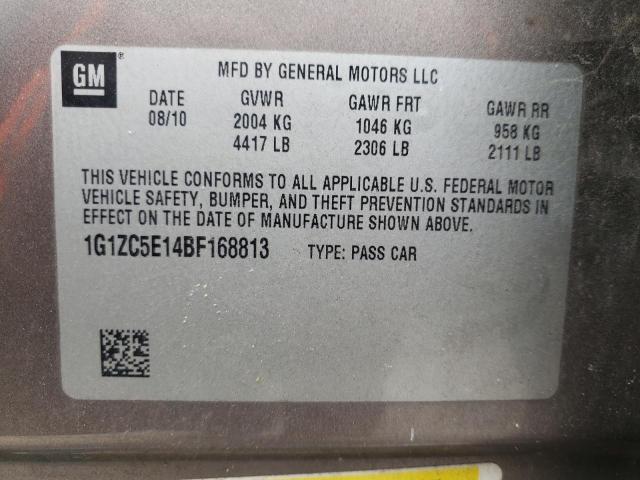 GM
MFD BY GENERAL MOTORS LLC
DATE GVWR GAWR FRT GAWR RR
08/10 2004 KG 1046 KG 958 KG
4417 LB 2306 LB 2111 LB
THIS VEHICLE CONFORMS TO ALL APPLICABLE U.S. FEDERAL MOTOR
VEHICLE SAFETY, BUMPER, AND THEFT PREVENTION STANDARDS IN
EFFECT ON THE DATE OF MANUFACTURE SHOWN ABOVE.
1G1ZC5E14BF168813 TYPE: PASS CAR